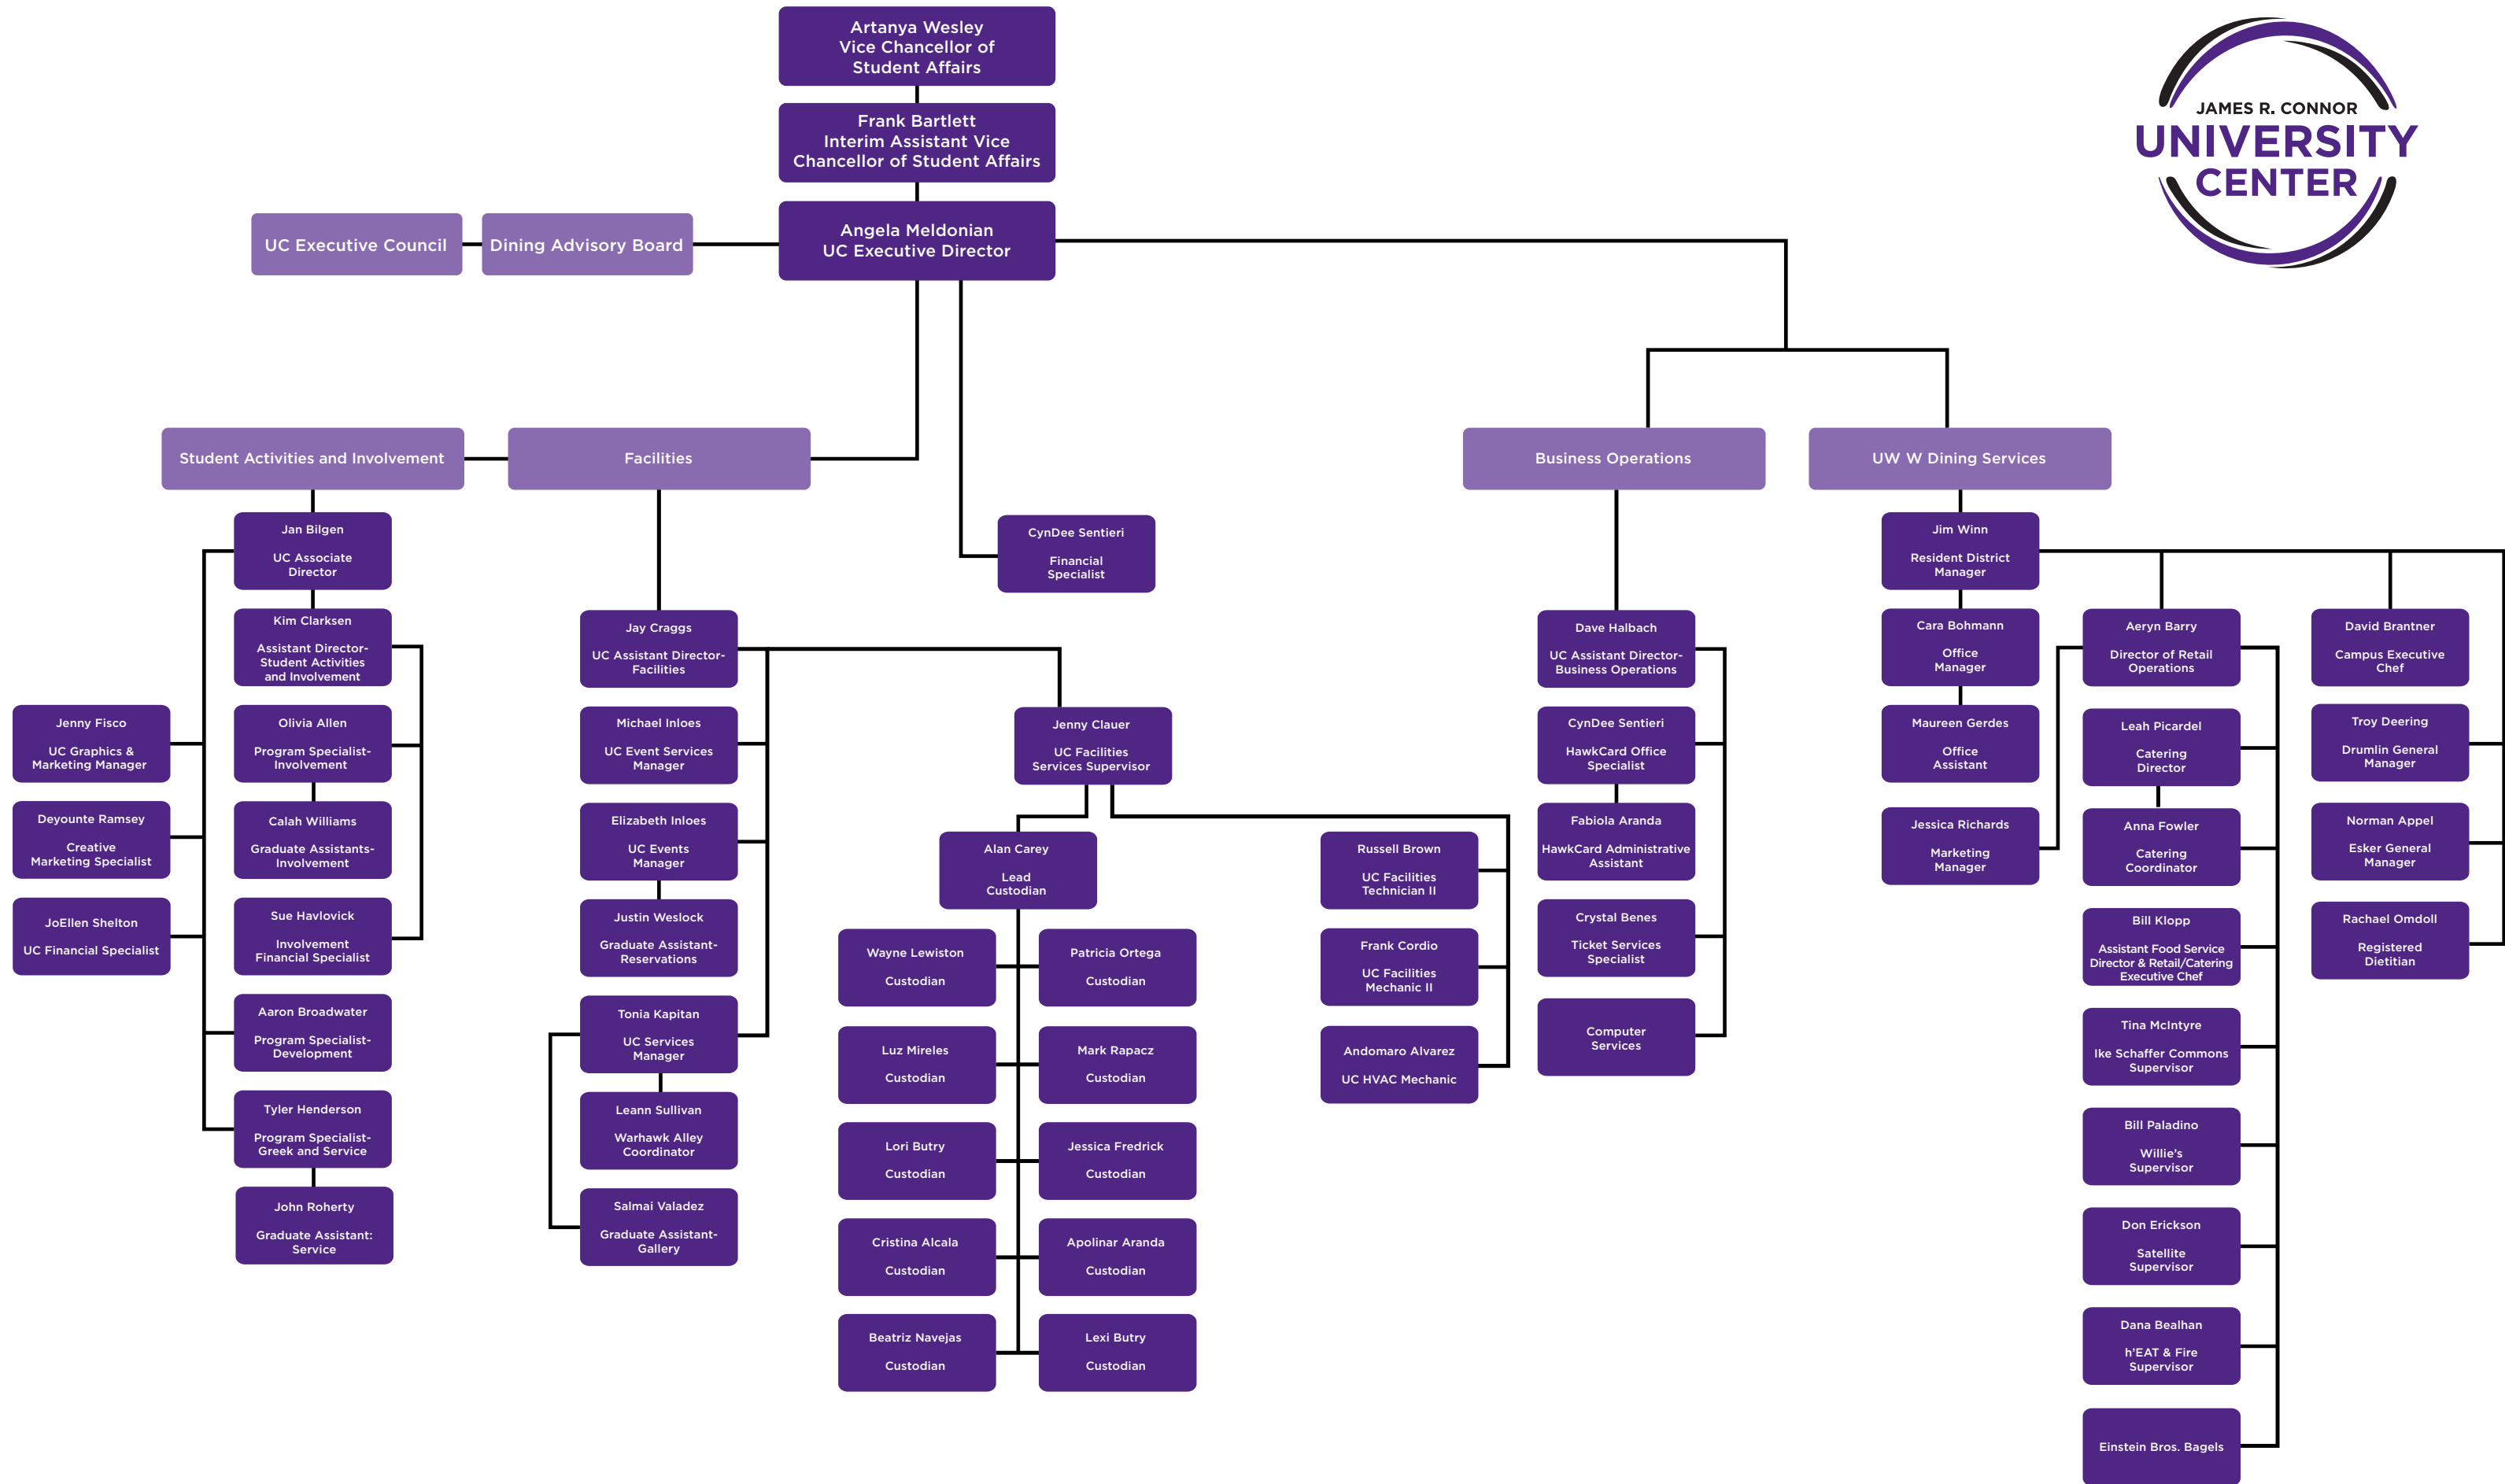 Artanya Wesley
Vice Chancellor of
Student Affairs
JAMES R. CONNOR
UNIVERSITY
CENTER
Frank Bartlett
Interim Assistant Vice
Chancellor of Student Affairs
UC Executive Council
Dining Advisory Board
Angela Meldonian
UC Executive Director
Student Activities and Involvement
Facilities
Business Operations
UW W Dining Services
Jan Bilgen
UC Associate
Director
Kim Clarksen
Assistant Director-
Student Activities
and Involvement
Jenny Fisco
UC Graphics &
Marketing Manager
Deyounte Ramsey
Creative
Marketing Specialist
JoEllen Shelton
UC Financial Specialist
Olivia Allen
Program Specialist-
Involvement
Calah Williams
Graduate Assistants-
Involvement
Sue Havlovick
Involvement
Financial Specialist
Aaron Broadwater
Program Specialist-
Development
Tyler Henderson
Program Specialist-
Greek and Service
John Roherty
Graduate Assistant:
Service
CynDee Sentieri
Financial
Specialist
Jay Craggs
UC Assistant Director-
Facilities
Michael Inloes
UC Event Services
Manager
Elizabeth Inloes
UC Events
Manager
Justin Weslock
Graduate Assistant-
Reservations
Tonia Kapitan
UC Services
Manager
Leann Sullivan
Warhawk Alley
Coordinator
Salmai Valadez
Graduate Assistant-
Gallery
Jenny Clauer
UC Facilities
Services Supervisor
Alan Carey
Lead
Custodian
Wayne Lewiston
Custodian
Patricia Ortega
Custodian
Luz Mireles
Custodian
Mark Rapacz
Custodian
Lori Butry
Custodian
Jessica Fredrick
Custodian
Cristina Alcala
Custodian
Apolinar Aranda
Custodian
Beatriz Navejas
Custodian
Lexi Butry
Custodian
Russell Brown
UC Facilities
Technician II
Frank Cordio
UC Facilities
Mechanic II
Andomaro Alvarez
UC HVAC Mechanic
Dave Halbach
UC Assistant Director-
Business Operations
CynDee Sentieri
HawkCard Office
Specialist
Fabiola Aranda
HawkCard Administrative
Assistant
Crystal Benes
Ticket Services
Specialist
Computer
Services
Jim Winn
Resident District
Manager
Cara Bohmann
Office
Manager
Maureen Gerdes
Office
Assistant
Jessica Richards
Marketing
Manager
Aeryn Barry
Director of Retail
Operations
Leah Picardel
Catering
Director
Anna Fowler
Catering
Coordinator
Bill Klopp
Assistant Food Service
Director & Retail/Catering
Executive Chef
Tina McIntyre
Ike Schaffer Commons
Supervisor
Bill Paladino
Willie's
Supervisor
Don Erickson
Satellite
Supervisor
Dana Bealhan
h'EAT & Fire
Supervisor
Einstein Bros. Bagels
David Brantner
Campus Executive
Chef
Troy Deering
Drumlin General
Manager
Norman Appel
Esker General
Manager
Rachael Omdoll
Registered
Dietitian